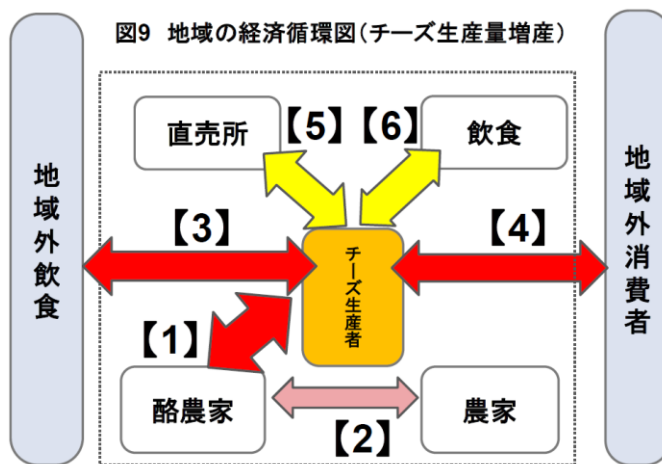 図9 地域の経済循環図(チーズ生産量増産)
地域外飲食
直売所
【5】
【6】
飲食
【3】
【4】
チーズ生産者
【1】
酪農家
【2】
農家
地域外消費者